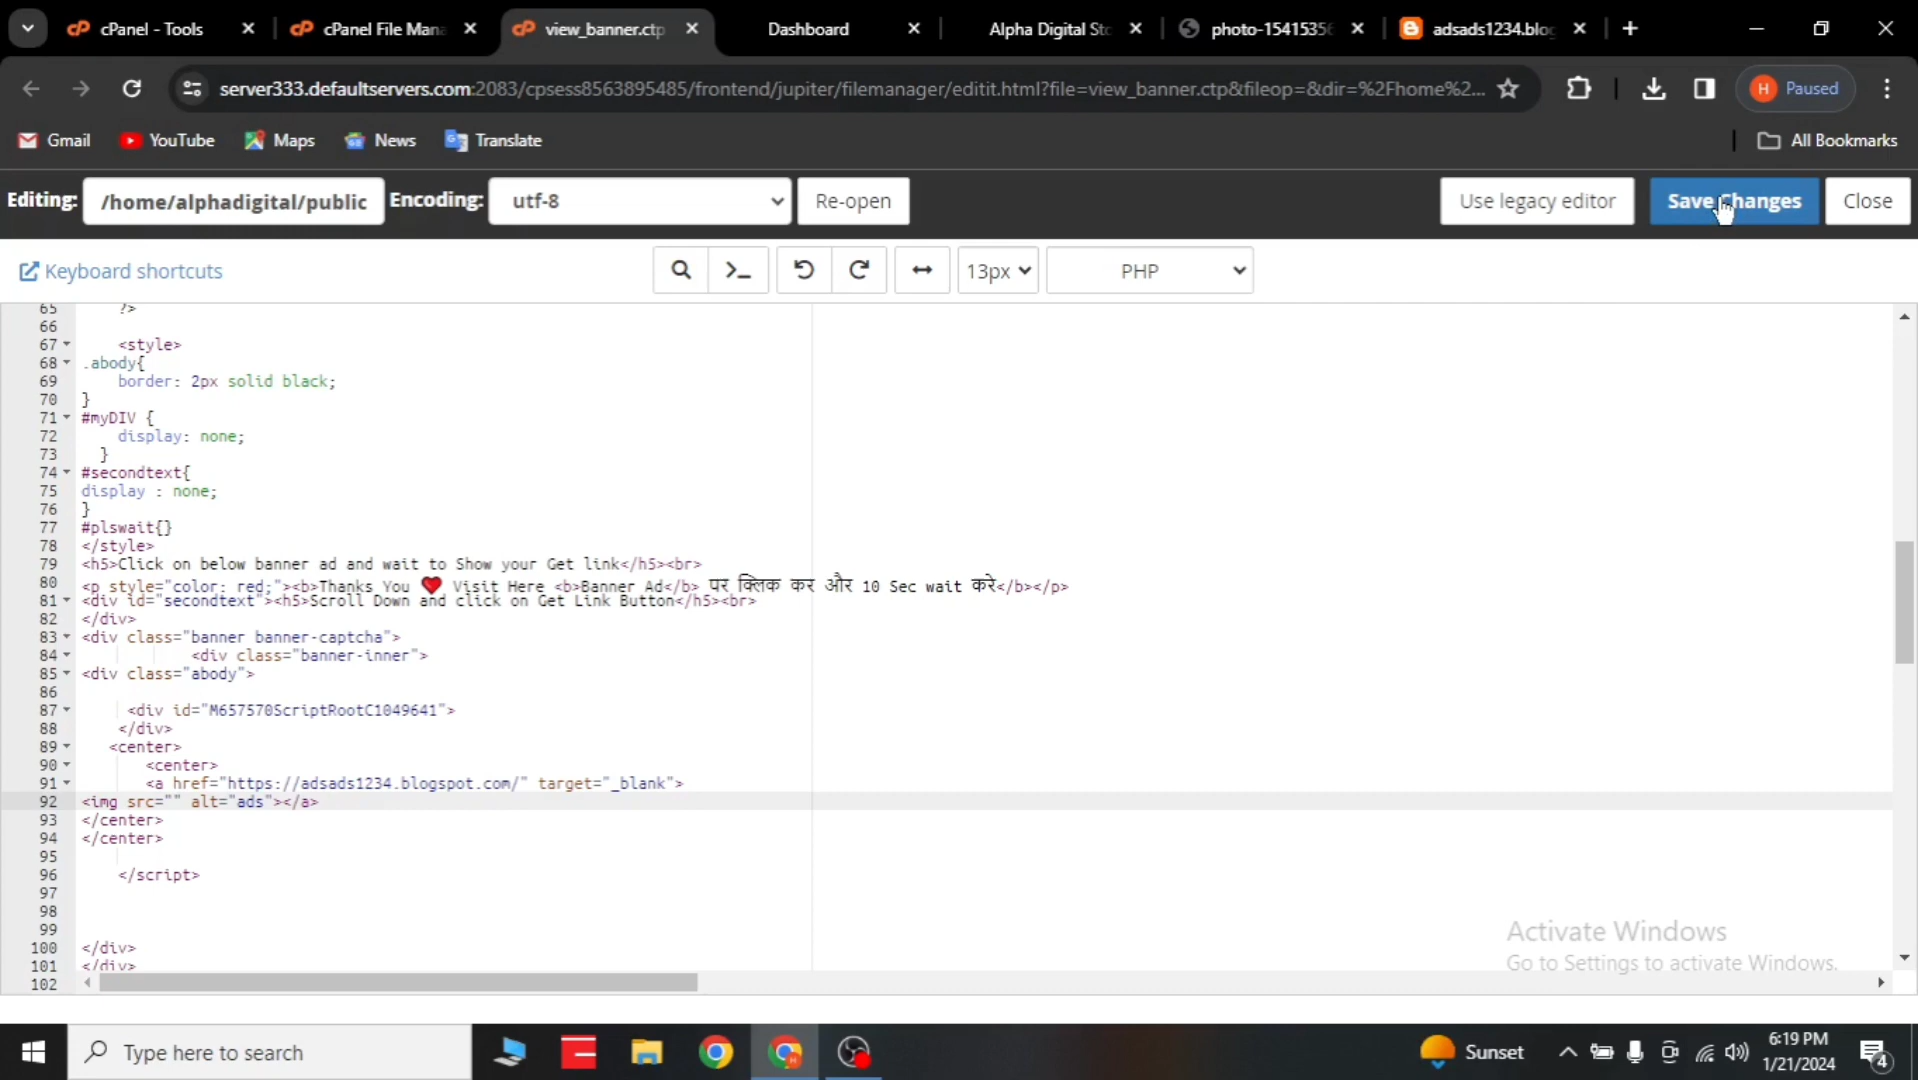 cPanel - Tools
cPanel File Mana
view_banner.ctp
Dashboard
Alpha Digital Sto
photo-1541535
adsads1234.blog
server333.defaultservers.com:2083/cpsess8563895485/frontend/jupiter/filemanager/editit.html?file=view_banner.ctp&fileop=&dir=%2Fhome%2...
H Paused
Gmail
YouTube
Maps
News
Translate
All Bookmarks
Editing: /home/alphadigital/public Encoding: utf-8 Re-open Use legacy editor Save Changes Close
Keyboard shortcuts
13px
PHP
65 ?>
66
67 <style>
68 .abody{
69 border: 2px solid black;
70 }
71 #myDIV {
72 display: none;
73 }
74 #secondtext{
75 display : none;
76 }
77 #plswait{}
78 </style>
79 <h5>Click on below banner ad and wait to Show your Get link</h5><br>
80 <p style="color: red;"><b>Thanks You ❤ Visit Here <b>Banner Ad</b> पर क्लिक कर और 10 Sec wait करे</b></p>
81 <div id="secondtext"><h5>Scroll Down and click on Get Link Button</h5><br>
82 </div>
83 <div class="banner banner-captcha">
84 <div class="banner-inner">
85 <div class="abody">
86
87 <div id="M657570ScriptRootC1049641">
88 </div>
89 <center>
90 <center>
91 <a href="https://adsads1234.blogspot.com/" target="_blank">
92 <img src="" alt="ads"></a>
93 </center>
94 </center>
95
96 </script>
97
98
99
100 </div>
101 </div>
102
Activate Windows
Go to Settings to activate Windows.
Type here to search
Sunset
6:19 PM
1/21/2024
4